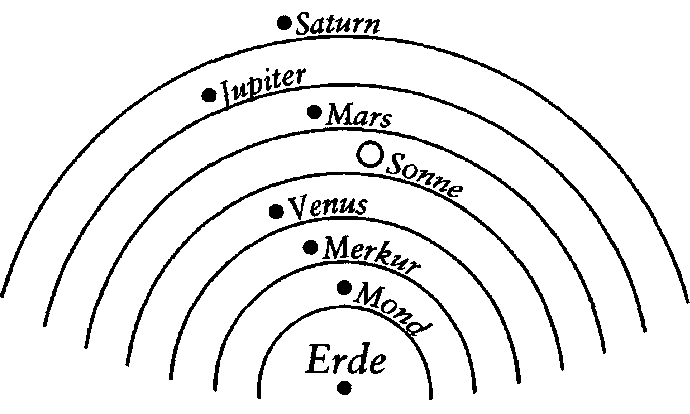 Saturn
Jupiter
Mars
Sonne
Venus
Merkur
Mond
Erde